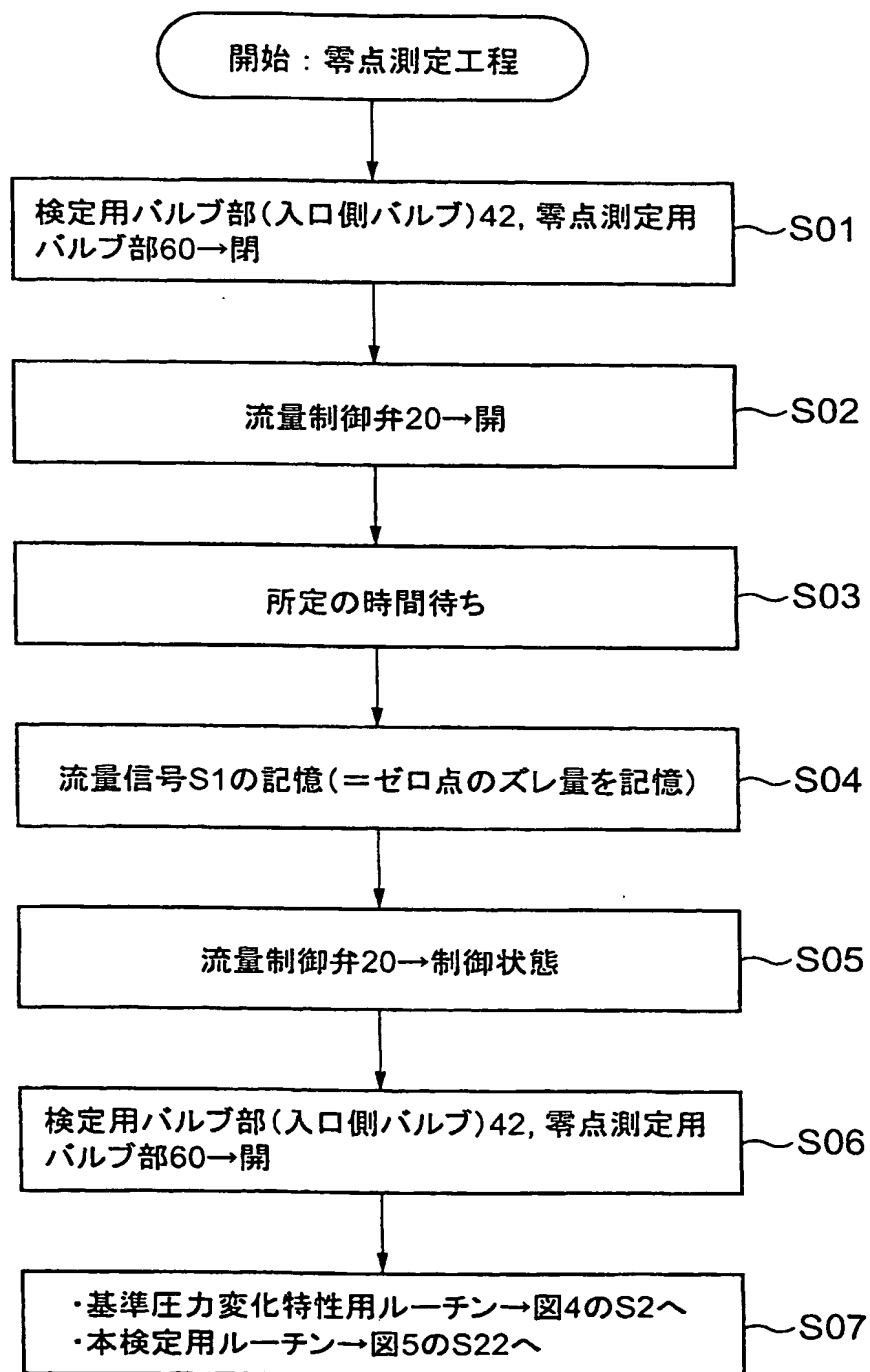 開始：零点測定工程
検定用バルブ部(入口側バルブ)42, 零点測定用
バルブ部60→閉
S01
流量制御弁20→開
S02
所定の時間待ち
S03
流量信号S1の記憶(＝ゼロ点のズレ量を記憶)
S04
流量制御弁20→制御状態
S05
検定用バルブ部(入口側バルブ)42, 零点測定用
バルブ部60→開
S06
・基準圧力変化特性用ルーチン→図4のS2へ
・本検定用ルーチン→図5のS22へ
S07